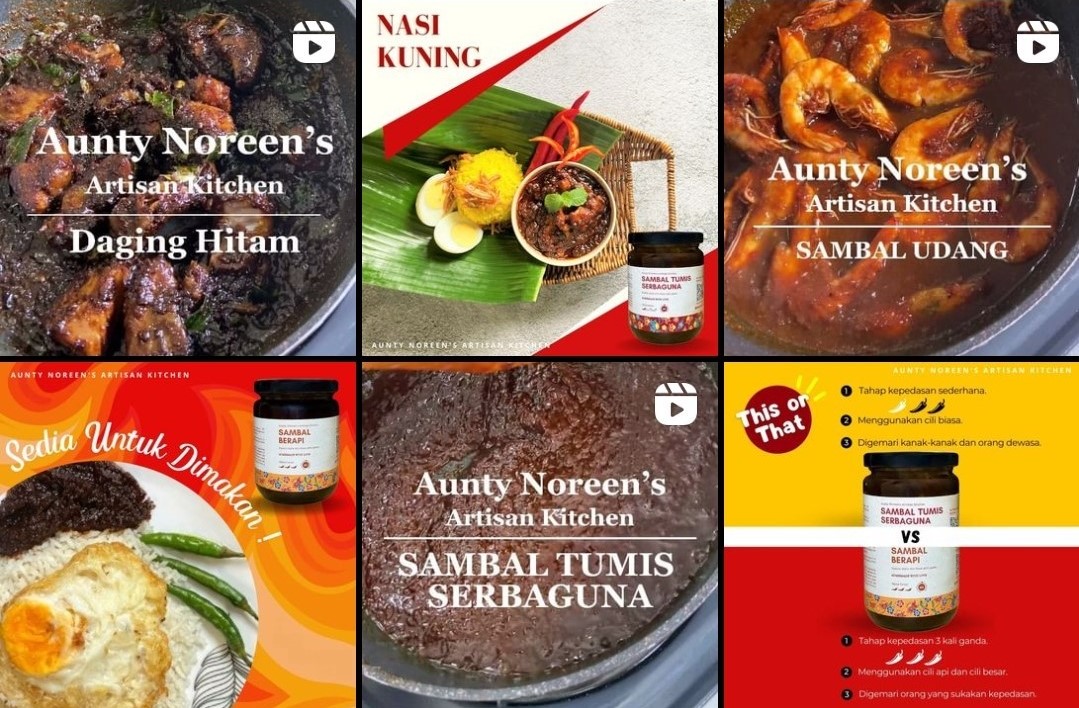 Aunty Noreen's
Artisan Kitchen
Daging Hitam
NASI
KUNING
SAMBAL TUMIS
SERBAGUNA
AUNTY NOREEN'S ARTISAN KITCHEN
Aunty Noreen's
Artisan Kitchen
SAMBAL UDANG
AUNTY NOREEN'S ARTISAN KITCHEN
Sedia Untuk Dimakan!
SAMBAL
BERAPI
Aunty Noreen's
Artisan Kitchen
SAMBAL TUMIS
SERBAGUNA
AUNTY NOREEN'S ARTISAN KITCHEN
This or
That
1 Tahap kepedasan sederhana.
2 Menggunakan cili biasa.
3 Digemari kanak-kanak dan orang dewasa.
SAMBAL TUMIS
SERBAGUNA
VS
SAMBAL
BERAPI
1 Tahap kepedasan 3 kali ganda.
2 Menggunakan cili api dan cili besar.
3 Digemari orang yang sukakan kepedasan.